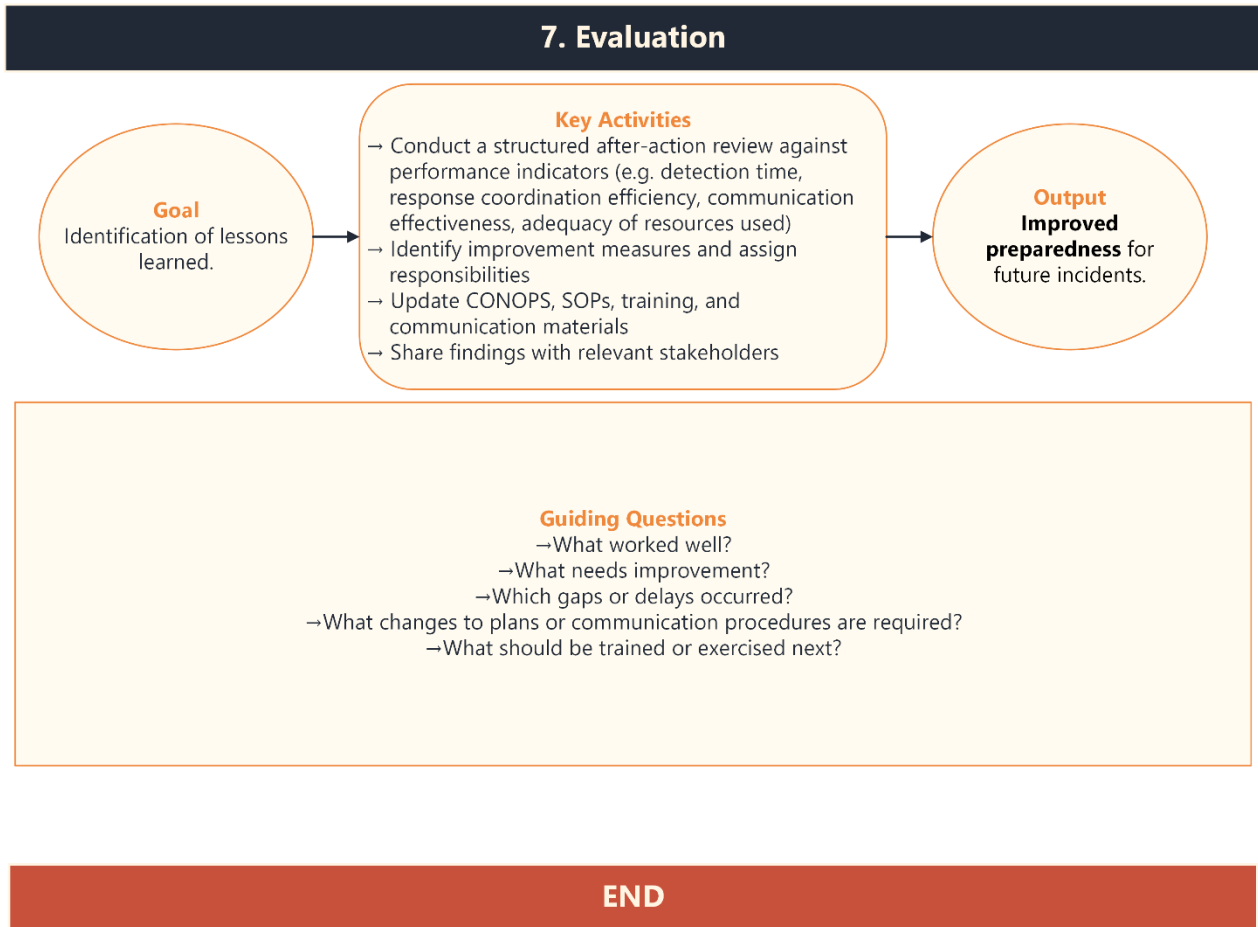 7. Evaluation
Goal
Identification of lessons
learned.
Key Activities
→ Conduct a structured after-action review against
performance indicators (e.g. detection time,
response coordination efficiency, communication
effectiveness, adequacy of resources used)
→ Identify improvement measures and assign
responsibilities
→ Update CONOPS, SOPs, training, and
communication materials
→ Share findings with relevant stakeholders
Output
Improved
preparedness for
future incidents.
Guiding Questions
→What worked well?
→What needs improvement?
→Which gaps or delays occurred?
→What changes to plans or communication procedures are required?
→What should be trained or exercised next?
END